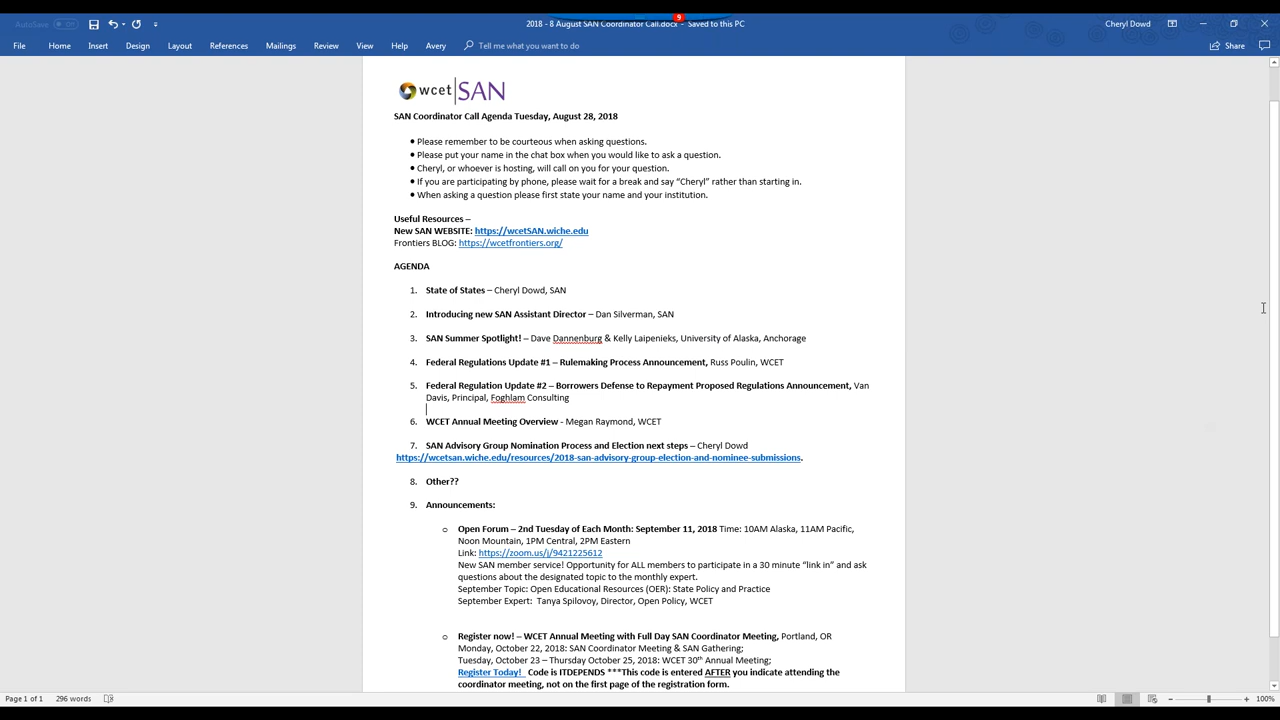 AutoSave Off
2018 - 8 August SAN Coordinator Call.docx - Saved to this PC
9
Cheryl Dowd
File Home Insert Design Layout References Mailings Review View Help Avery Tell me what you want to do Share
wcet SAN
SAN Coordinator Call Agenda Tuesday, August 28, 2018
• Please remember to be courteous when asking questions.
• Please put your name in the chat box when you would like to ask a question.
• Cheryl, or whoever is hosting, will call on you for your question.
• If you are participating by phone, please wait for a break and say “Cheryl” rather than starting in.
• When asking a question please first state your name and your institution.
Useful Resources –
New SAN WEBSITE: https://wcetSAN.wiche.edu
Frontiers BLOG: https://wcetfrontiers.org/
AGENDA
1. State of States – Cheryl Dowd, SAN
2. Introducing new SAN Assistant Director – Dan Silverman, SAN
3. SAN Summer Spotlight! – Dave Dannenburg & Kelly Laipenieks, University of Alaska, Anchorage
4. Federal Regulations Update #1 – Rulemaking Process Announcement, Russ Poulin, WCET
5. Federal Regulation Update #2 – Borrowers Defense to Repayment Proposed Regulations Announcement, Van
Davis, Principal, Foghlam Consulting
6. WCET Annual Meeting Overview - Megan Raymond, WCET
7. SAN Advisory Group Nomination Process and Election next steps – Cheryl Dowd
https://wcetsan.wiche.edu/resources/2018-san-advisory-group-election-and-nominee-submissions.
8. Other??
9. Announcements:
o Open Forum – 2nd Tuesday of Each Month: September 11, 2018 Time: 10AM Alaska, 11AM Pacific,
Noon Mountain, 1PM Central, 2PM Eastern
Link: https://zoom.us/j/9421225612
New SAN member service! Opportunity for ALL members to participate in a 30 minute “link in” and ask
questions about the designated topic to the monthly expert.
September Topic: Open Educational Resources (OER): State Policy and Practice
September Expert: Tanya Spilovoy, Director, Open Policy, WCET
o Register now! – WCET Annual Meeting with Full Day SAN Coordinator Meeting, Portland, OR
Monday, October 22, 2018: SAN Coordinator Meeting & SAN Gathering;
Tuesday, October 23 – Thursday October 25, 2018: WCET 30th Annual Meeting;
Register Today! Code is ITDEPENDS ***This code is entered AFTER you indicate attending the
coordinator meeting, not on the first page of the registration form.
Page 1 of 1 296 words
100%